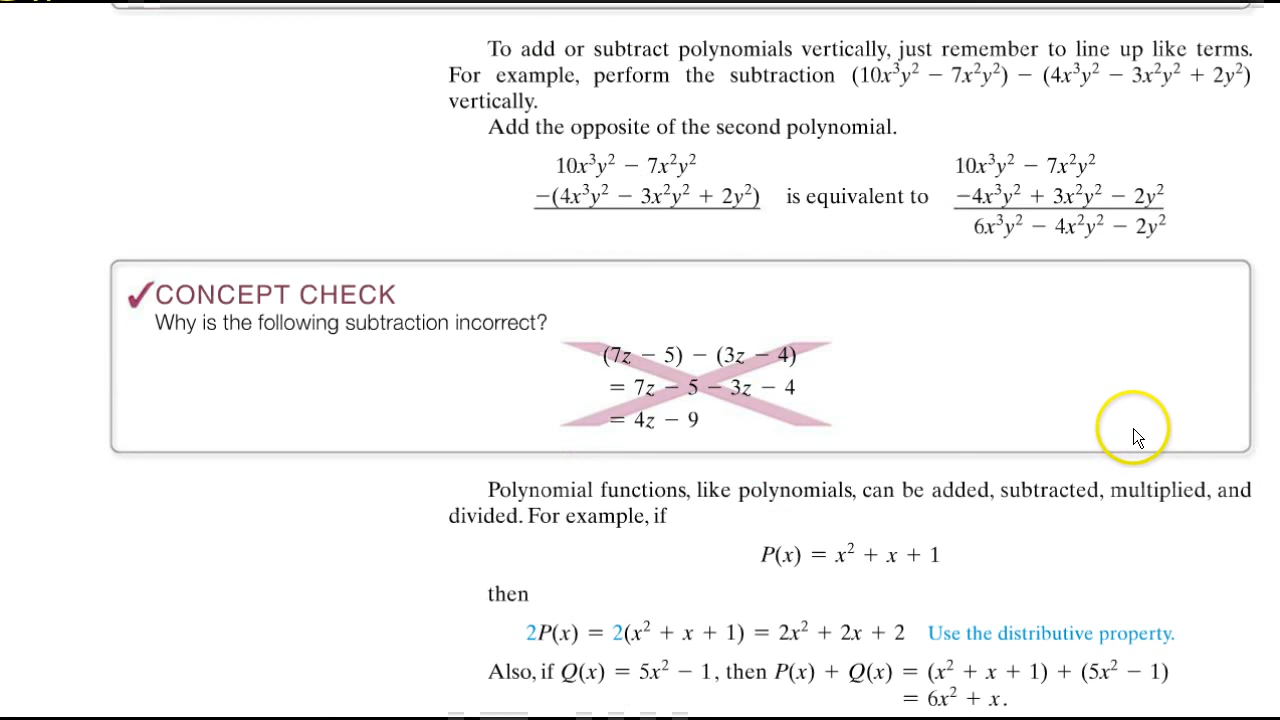 To add or subtract polynomials vertically, just remember to line up like terms.
For example, perform the subtraction (10x³y² − 7x²y²) − (4x³y² − 3x²y² + 2y²)
vertically.
Add the opposite of the second polynomial.
10x³y² − 7x²y² 10x³y² − 7x²y²
−(4x³y² − 3x²y² + 2y²) is equivalent to −4x³y² + 3x²y² − 2y²
6x³y² − 4x²y² − 2y²
✓CONCEPT CHECK
Why is the following subtraction incorrect?
(7z − 5) − (3z − 4)
= 7z − 5 − 3z − 4
= 4z − 9
Polynomial functions, like polynomials, can be added, subtracted, multiplied, and
divided. For example, if
P(x) = x² + x + 1
then
2P(x) = 2(x² + x + 1) = 2x² + 2x + 2 Use the distributive property.
Also, if Q(x) = 5x² − 1, then P(x) + Q(x) = (x² + x + 1) + (5x² − 1)
= 6x² + x.